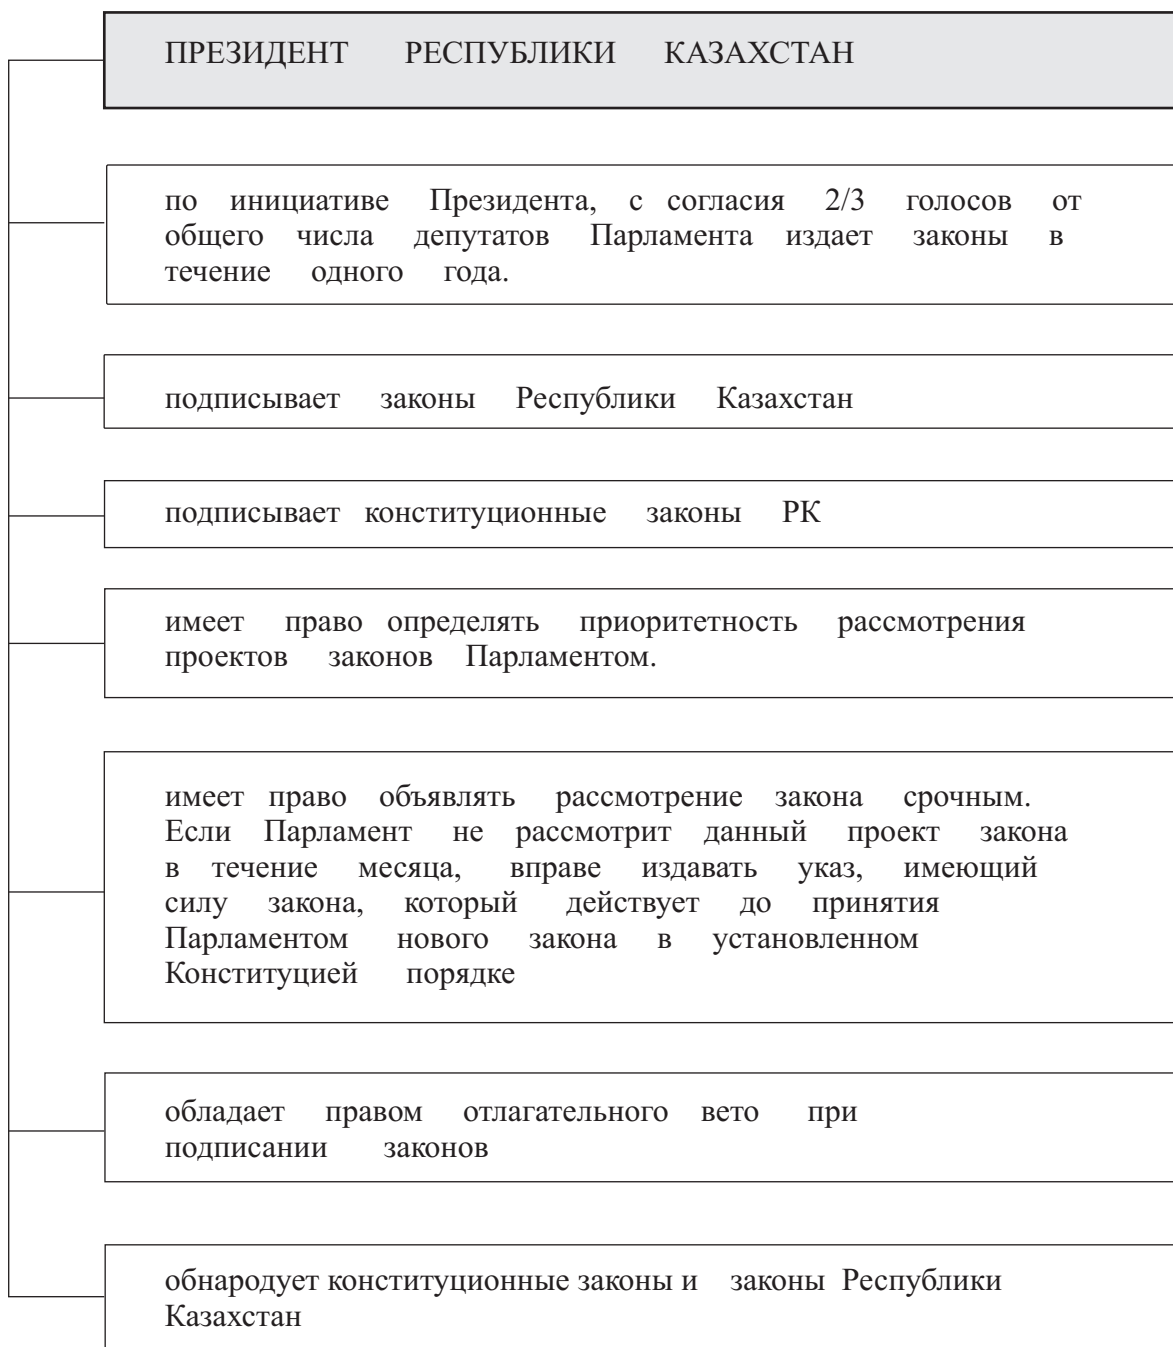 ПРЕЗИДЕНТ РЕСПУБЛИКИ КАЗАХСТАН
по инициативе Президента, с согласия 2/3 голосов от
общего числа депутатов Парламента издает законы в
течение одного года.
подписывает законы Республики Казахстан
подписывает конституционные законы РК
имеет право определять приоритетность рассмотрения
проектов законов Парламентом.
имеет право объявлять рассмотрение закона срочным.
Если Парламент не рассмотрит данный проект закона
в течение месяца, вправе издавать указ, имеющий
силу закона, который действует до принятия
Парламентом нового закона в установленном
Конституцией порядке
обладает правом отлагательного вето при
подписании законов
обнародует конституционные законы и законы Республики
Казахстан